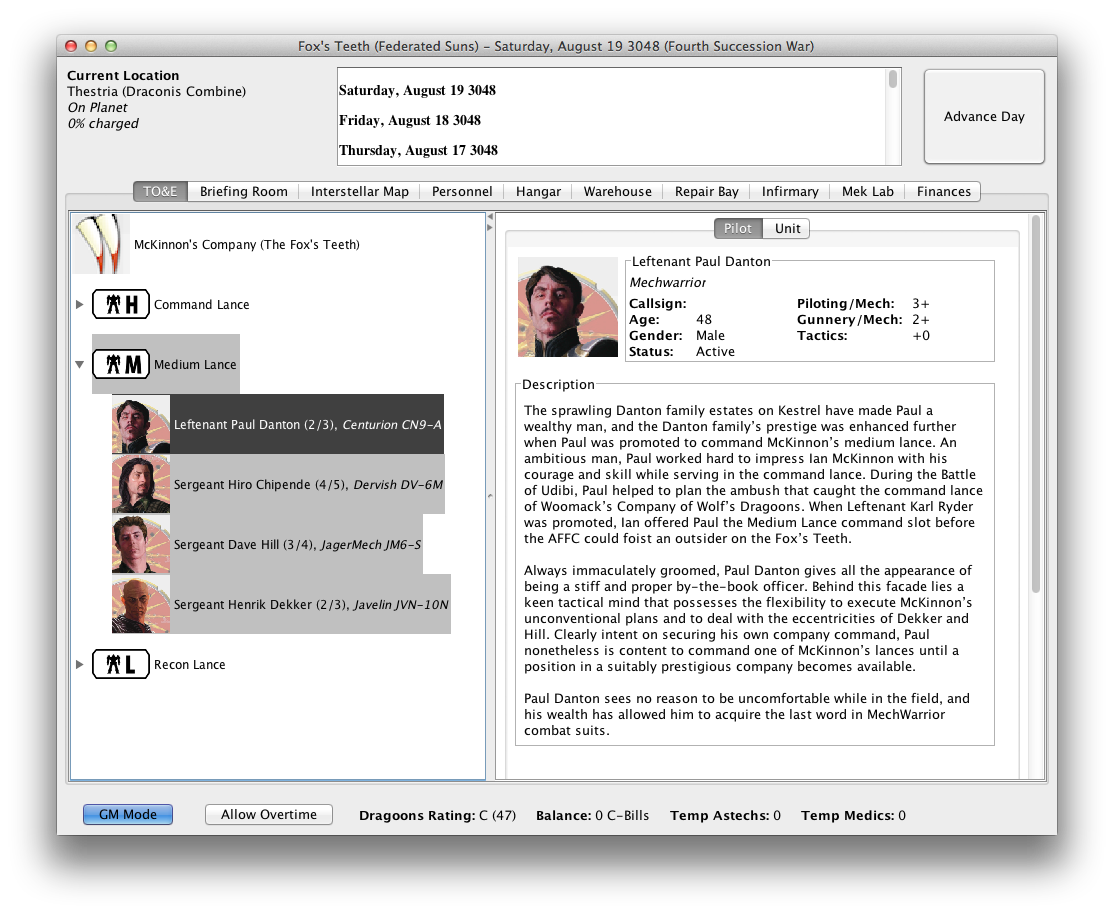 Fox's Teeth (Federated Suns) – Saturday, August 19 3048 (Fourth Succession War)
Current Location
Thestria (Draconis Combine)
On Planet
0% charged
Saturday, August 19 3048
Friday, August 18 3048
Thursday, August 17 3048
Advance Day
TO&E Briefing Room Interstellar Map Personnel Hangar Warehouse Repair Bay Infirmary Mek Lab Finances
McKinnon's Company (The Fox's Teeth)
H Command Lance
M Medium Lance
Leftenant Paul Danton (2/3), Centurion CN9-A
Sergeant Hiro Chipende (4/5), Dervish DV-6M
Sergeant Dave Hill (3/4), JagerMech JM6-S
Sergeant Henrik Dekker (2/3), Javelin JVN-10N
L Recon Lance
Pilot Unit
Leftenant Paul Danton
Mechwarrior
Callsign: Piloting/Mech: 3+
Age: 48 Gunnery/Mech: 2+
Gender: Male Tactics: +0
Status: Active
Description
The sprawling Danton family estates on Kestrel have made Paul a
wealthy man, and the Danton family's prestige was enhanced further
when Paul was promoted to command McKinnon's medium lance. An
ambitious man, Paul worked hard to impress Ian McKinnon with his
courage and skill while serving in the command lance. During the Battle
of Udibi, Paul helped to plan the ambush that caught the command lance
of Woomack's Company of Wolf's Dragoons. When Leftenant Karl Ryder
was promoted, Ian offered Paul the Medium Lance command slot before
the AFFC could foist an outsider on the Fox's Teeth.
Always immaculately groomed, Paul Danton gives all the appearance of
being a stiff and proper by-the-book officer. Behind this facade lies a
keen tactical mind that possesses the flexibility to execute McKinnon's
unconventional plans and to deal with the eccentricities of Dekker and
Hill. Clearly intent on securing his own company command, Paul
nonetheless is content to command one of McKinnon's lances until a
position in a suitably prestigious company becomes available.
Paul Danton sees no reason to be uncomfortable while in the field, and
his wealth has allowed him to acquire the last word in MechWarrior
combat suits.
GM Mode Allow Overtime Dragoons Rating: C (47) Balance: 0 C-Bills Temp Astechs: 0 Temp Medics: 0